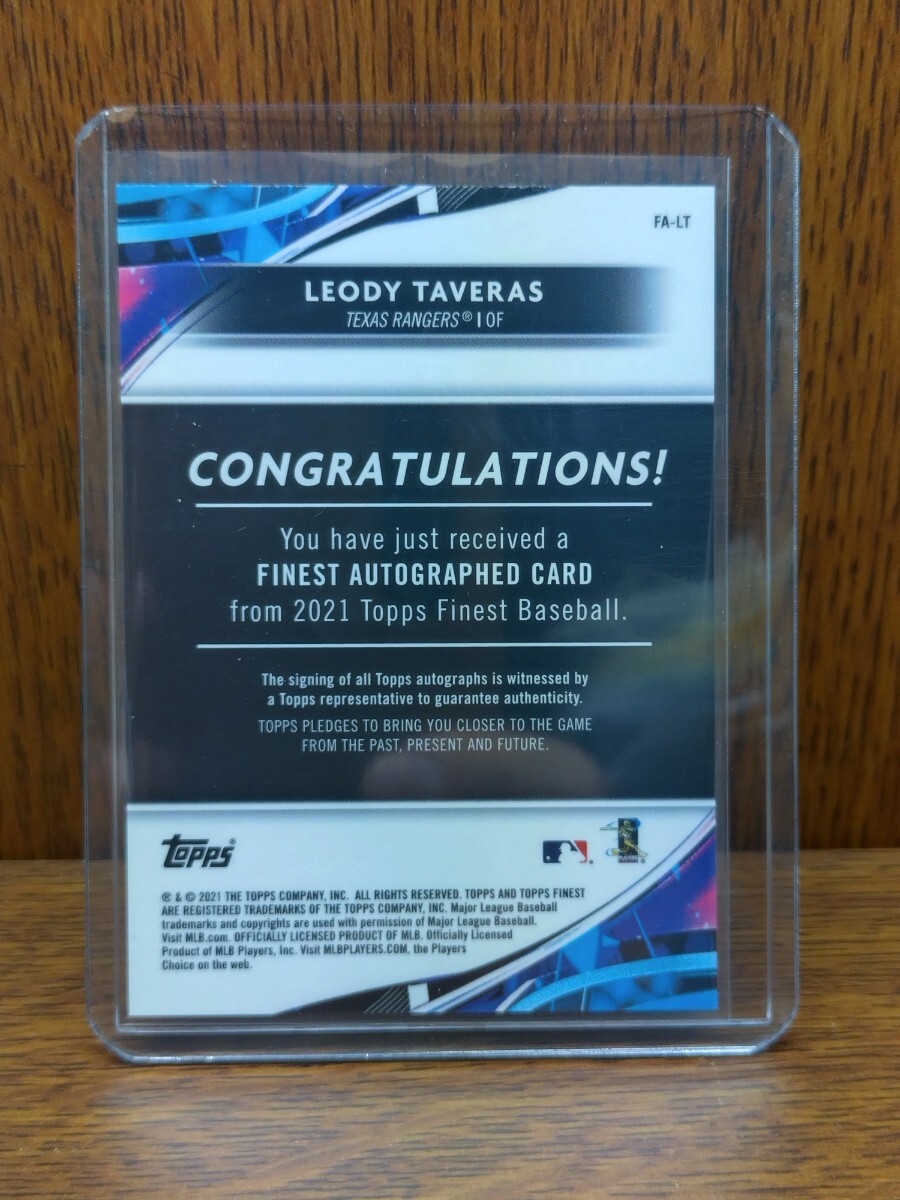 FA-LT
LEODY TAVERAS
TEXAS RANGERS® | OF
CONGRATULATIONS!
You have just received a
FINEST AUTOGRAPHED CARD
from 2021 Topps Finest Baseball.
The signing of all Topps autographs is witnessed by
a Topps representative to guarantee authenticity.
TOPPS PLEDGES TO BRING YOU CLOSER TO THE GAME
FROM THE PAST, PRESENT AND FUTURE.
topps®
® & © 2021 THE TOPPS COMPANY, INC. ALL RIGHTS RESERVED. TOPPS AND TOPPS FINEST
ARE REGISTERED TRADEMARKS OF THE TOPPS COMPANY, INC. Major League Baseball
trademarks and copyrights are used with permission of Major League Baseball.
Visit MLB.com. OFFICIALLY LICENSED PRODUCT OF MLB. Officially Licensed
Product of MLB Players, Inc. Visit MLBPLAYERS.COM, the Players
Choice on the web.